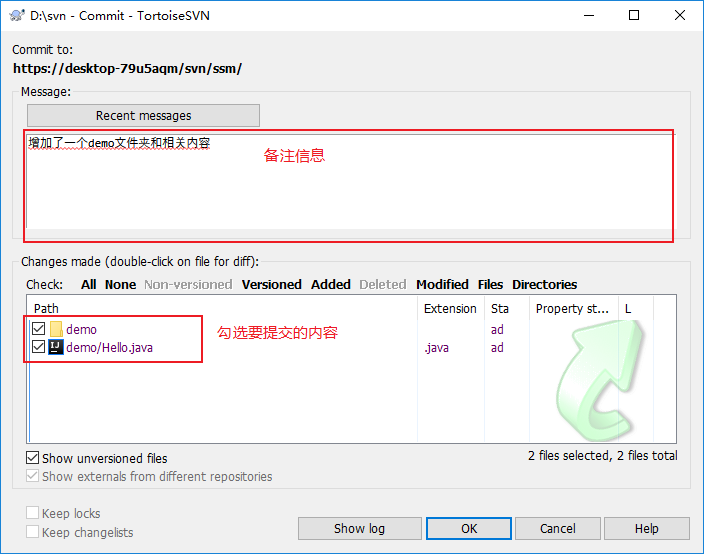 D:\svn - Commit - TortoiseSVN
Commit to:
https://desktop-79u5aqm/svn/ssm/
Message:
Recent messages
增加了一个demo文件夹和相关内容
备注信息
Changes made (double-click on file for diff):
Check: All None Non-versioned Versioned Added Deleted Modified Files Directories
Path Extension Sta Property st... L
demo ad
demo/Hello.java .java ad
勾选要提交的内容
Show unversioned files
2 files selected, 2 files total
Show externals from different repositories
Keep locks
Keep changelists
Show log OK Cancel Help